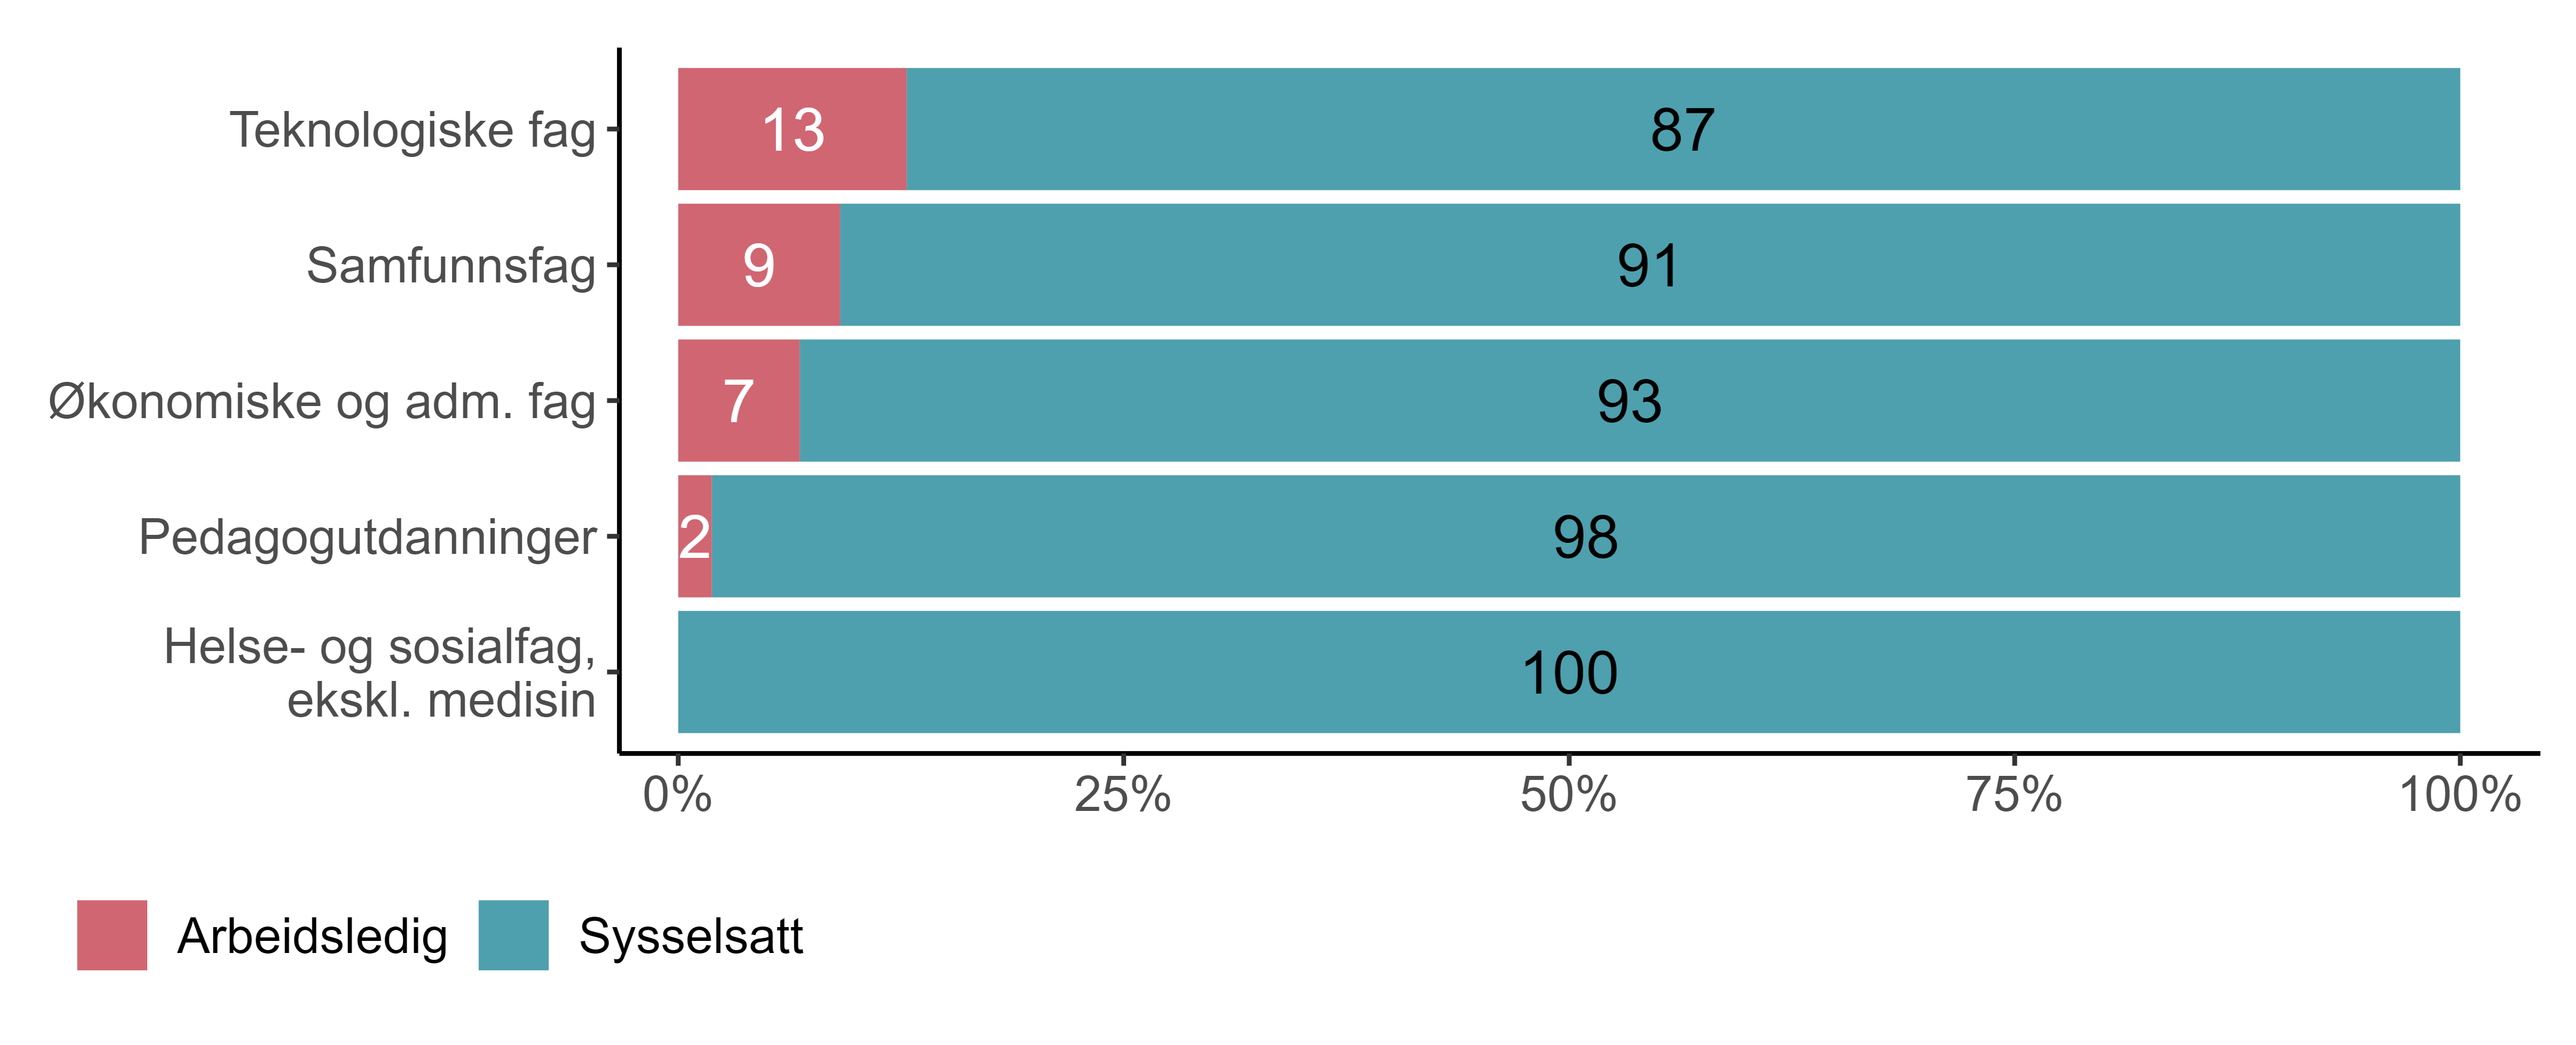 Teknologiske fag
13
87
Samfunnsfag
9
91
Økonomiske og adm. fag
7
93
Pedagogutdanninger
2
98
Helse- og sosialfag,
ekskl. medisin
100
0% 25% 50% 75% 100%
Arbeidsledig Sysselsatt